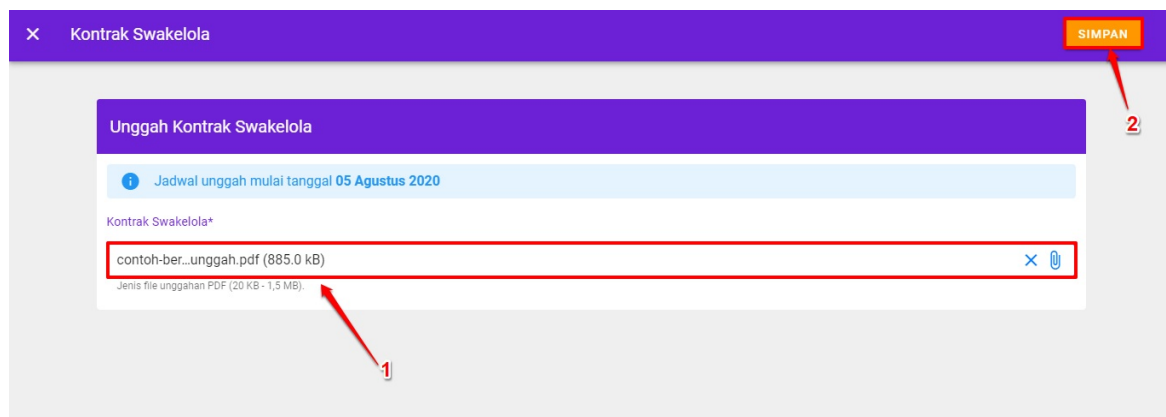 Kontrak Swakelola
SIMPAN
Unggah Kontrak Swakelola
2
Jadwal unggah mulai tanggal 05 Agustus 2020
Kontrak Swakelola*
contoh-ber...unggah.pdf (885.0 kB)
Jenis file unggahan PDF (20 KB - 1,5 MB).
1